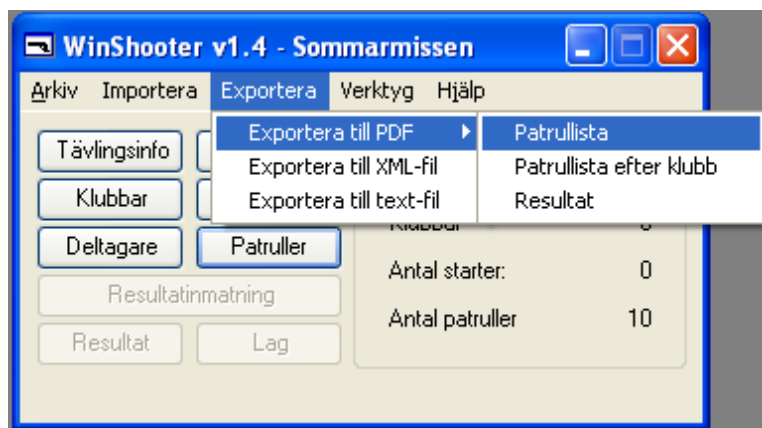 WinShooter v1.4 - Sommarmissen
Arkiv Importera Exportera Verktyg Hjälp
Exportera till PDF Patrullista
Tävlingsinfo Exportera till XML-fil Patrullista efter klubb
Klubbar Exportera till text-fil Resultat
Deltagare Patruller
Antal starter: 0
Resultatinmatning
Antal patruller 10
Resultat Lag